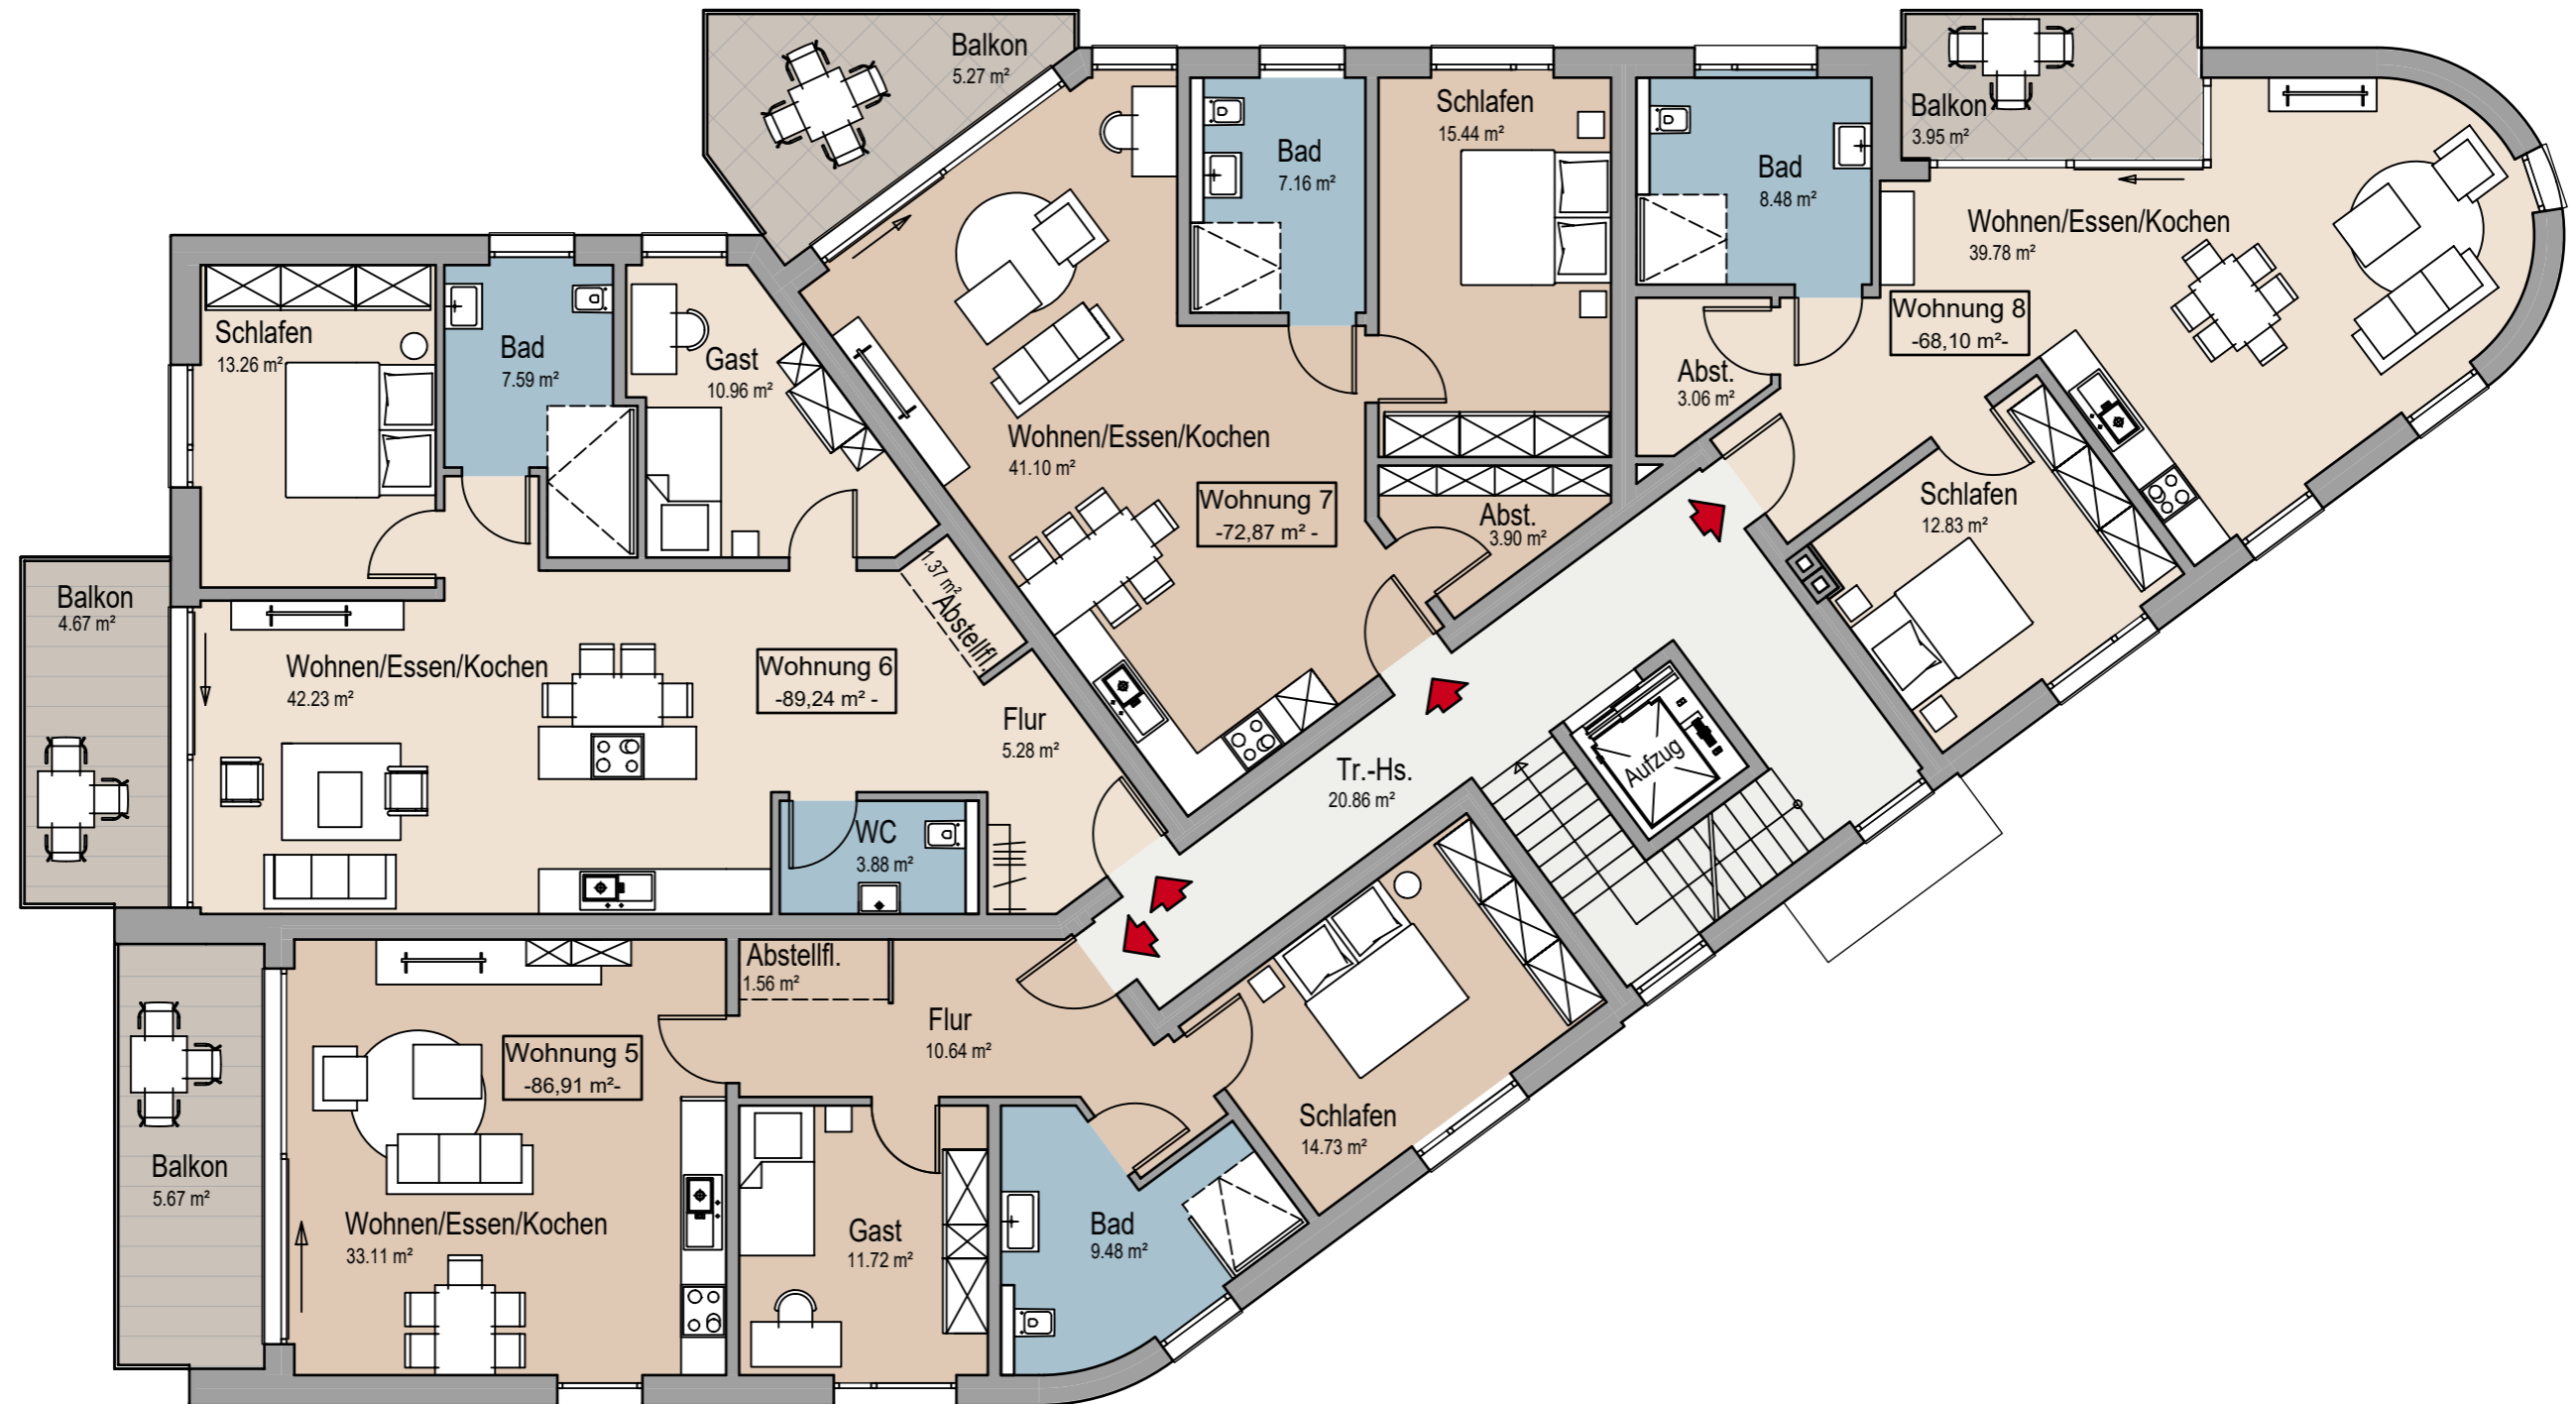 Balkon
5.27 m²
Schlafen
15.44 m²
Bad
7.16 m²
Bad
8.48 m²
Balkon
3.95 m²
Wohnen/Essen/Kochen
39.78 m²
Wohnung 8
-68,10 m²-
Schlafen
13.26 m²
Bad
7.59 m²
Gast
10.96 m²
Abst.
3.06 m²
Wohnen/Essen/Kochen
41.10 m²
Wohnung 7
-72,87 m² -
Abst.
3.90 m²
Schlafen
12.83 m²
1.37 m²
Abstellfl.
Balkon
4.67 m²
Wohnen/Essen/Kochen
42.23 m²
Wohnung 6
-89,24 m² -
Flur
5.28 m²
Tr.-Hs.
20.86 m²
Aufzug
WC
3.88 m²
Abstellfl.
1.56 m²
Flur
10.64 m²
Wohnung 5
-86,91 m²-
Schlafen
14.73 m²
Balkon
5.67 m²
Wohnen/Essen/Kochen
33.11 m²
Gast
11.72 m²
Bad
9.48 m²